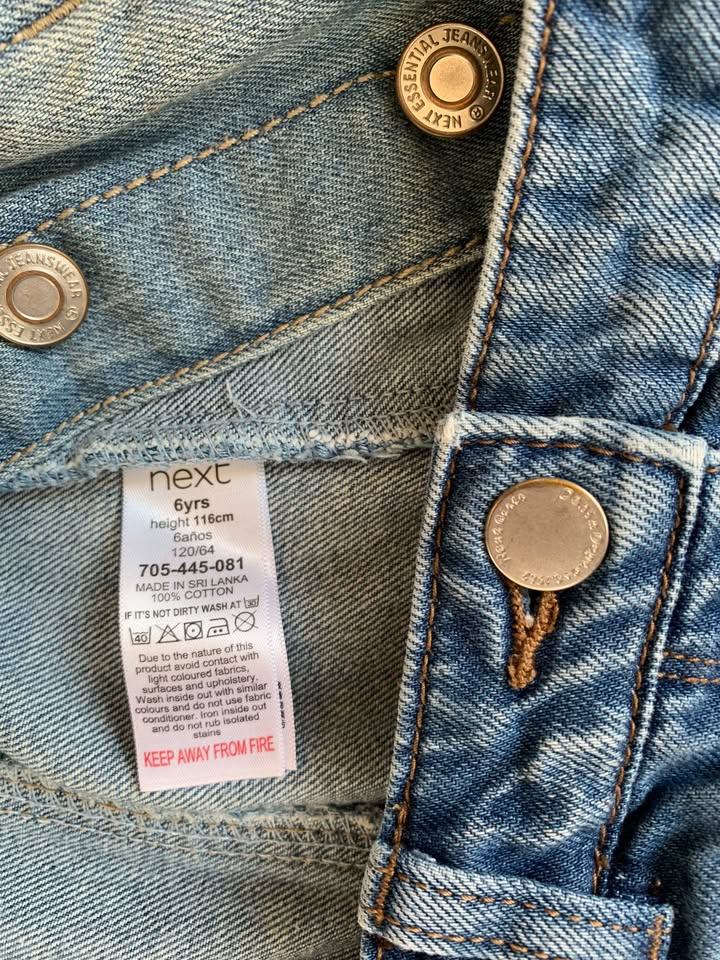 NEXT ESSENTIAL JEANSWEAR
JEANSWEAR IS NEXT ESS
next
6yrs
height 116cm
6años
120/64
705-445-081
MADE IN SRI LANKA
100% COTTON
IF IT'S NOT DIRTY WASH AT 30
40
Due to the nature of this
product avoid contact with
light coloured fabrics,
surfaces and upholstery.
Wash inside out with similar
colours and do not use fabric
conditioner. Iron inside out
and do not rub isolated
stains
KEEP AWAY FROM FIRE